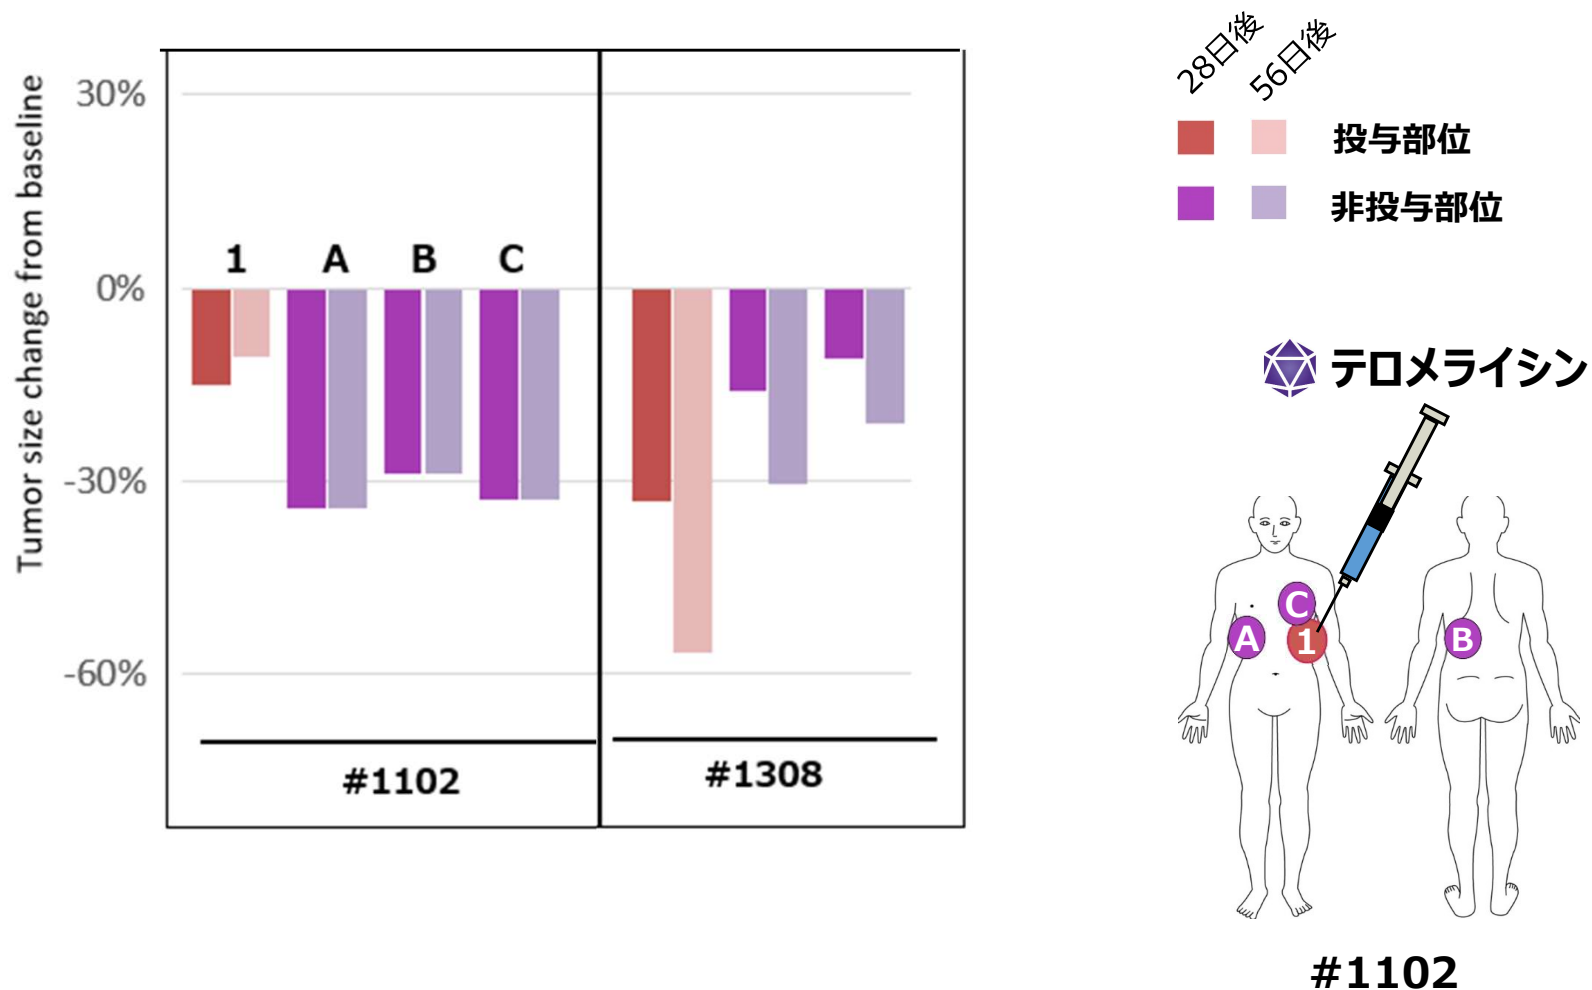 Tumor size change from baseline
30%
0%
-30%
-60%
1 A B C
#1102
#1308
28日後 56日後
投与部位
非投与部位
テロメライシン
C
A
1
B
#1102